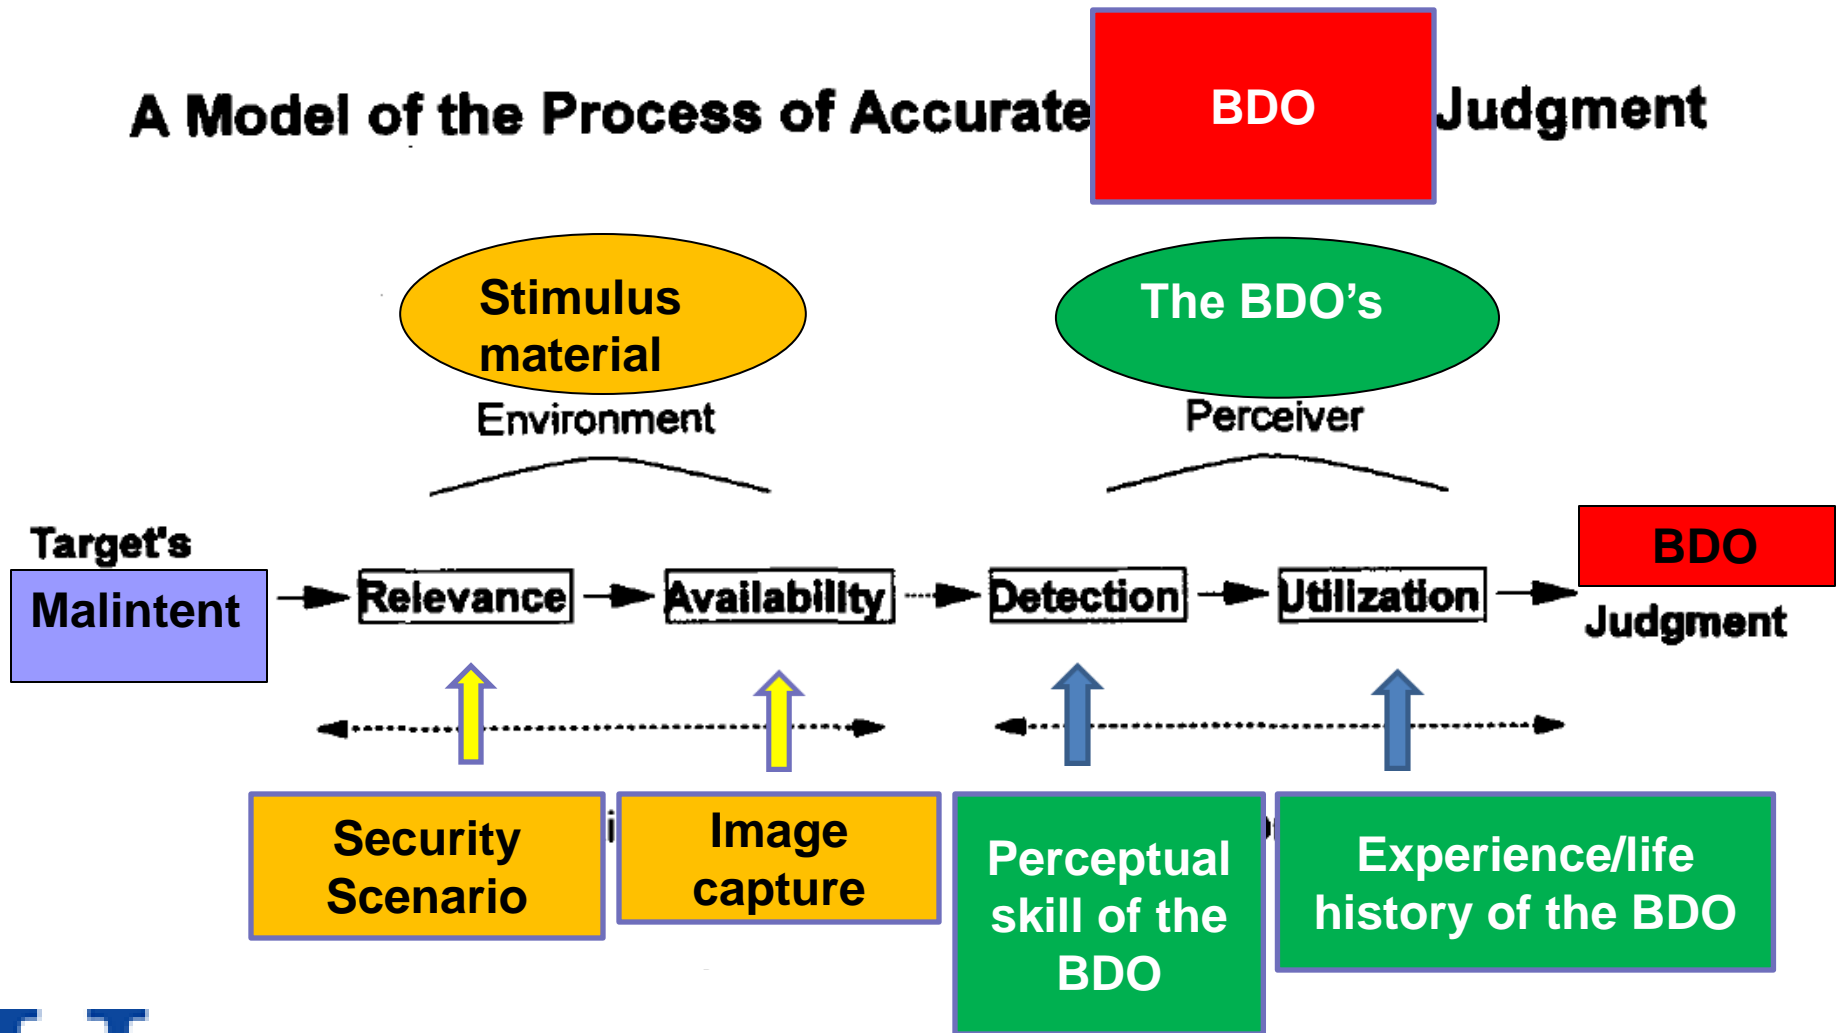 A Model of the Process of Accurate BDO Judgment
Stimulus
material
The BDO’s
Environment
Perceiver
Target's
Malintent
Relevance
Availability
Detection
Utilization
BDO
Judgment
Security
Scenario
Image
capture
Perceptual
skill of the
BDO
Experience/life
history of the BDO